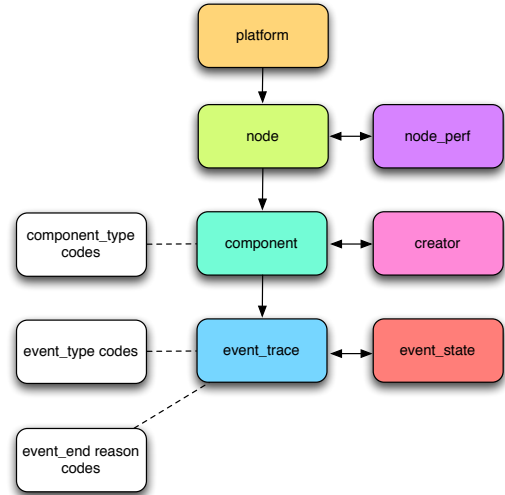 platform
node
node_perf
component_type
codes
component
creator
event_type codes
event_trace
event_state
event_end reason
codes